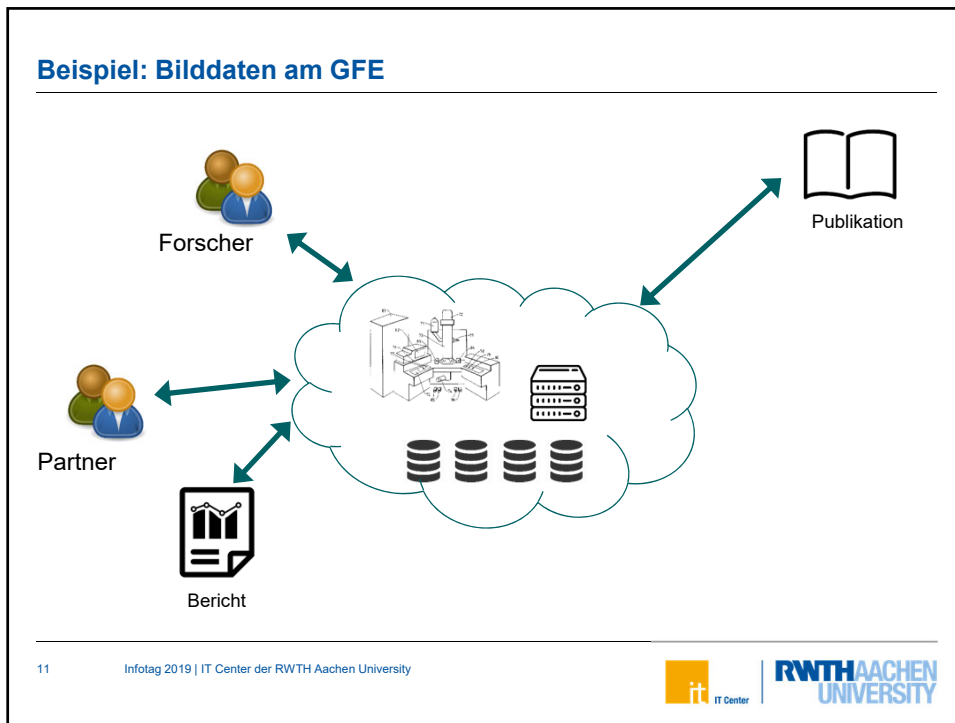 Beispiel: Bilddaten am GFE
Forscher
Publikation
Partner
Bericht
11 Infotag 2019 | IT Center der RWTH Aachen University
it IT Center
RWTH AACHEN
UNIVERSITY